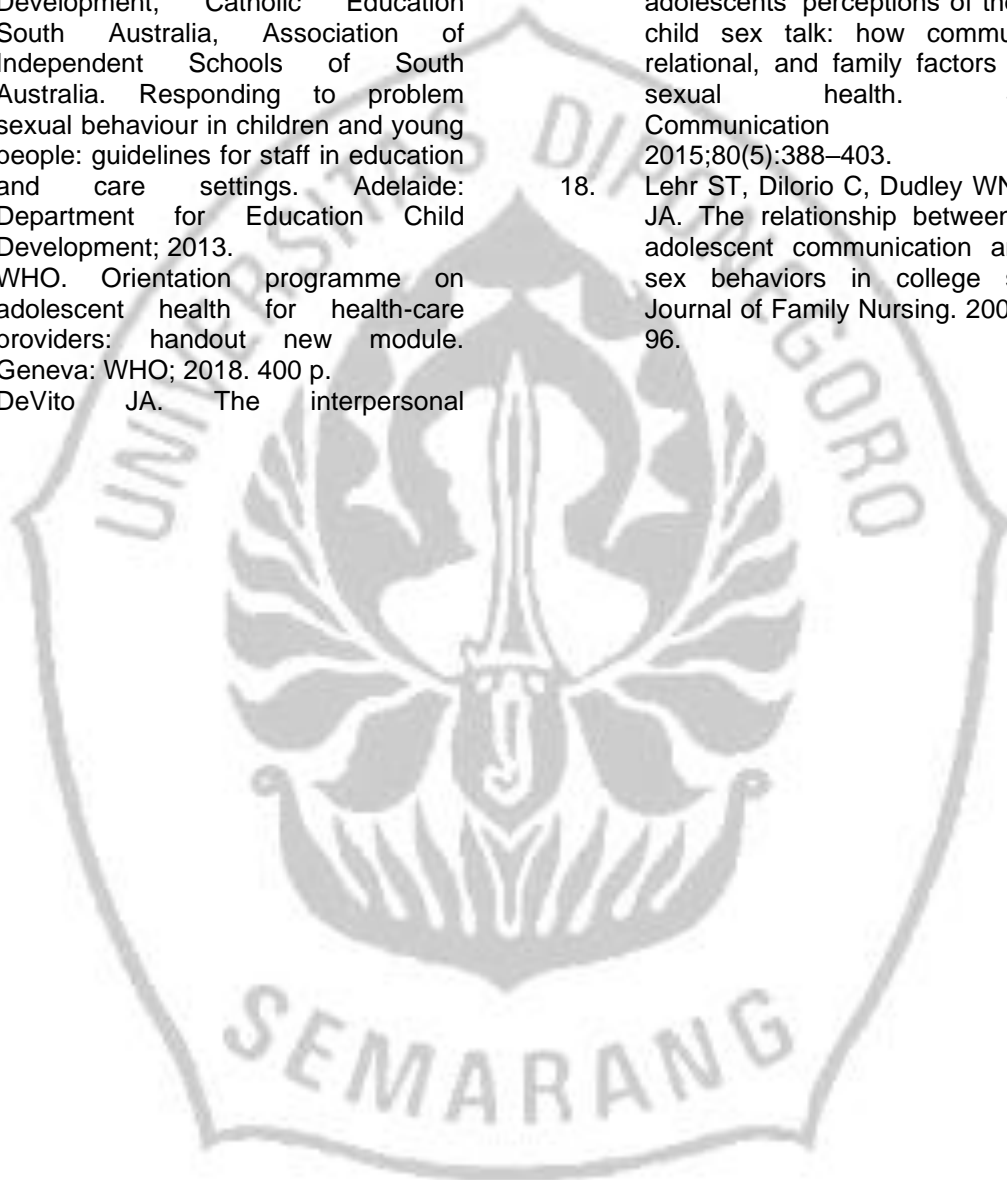 Development, Catholic Education
South Australia, Association of
Independent Schools of South
Australia. Responding to problem
sexual behaviour in children and young
people: guidelines for staff in education
and care settings. Adelaide:
Department for Education Child
Development; 2013.
WHO. Orientation programme on
adolescent health for health-care
providers: handout new module.
Geneva: WHO; 2018. 400 p.
DeVito JA. The interpersonal
adolescents' perceptions of the
child sex talk: how commu
relational, and family factors
sexual health.
Communication
2015;80(5):388–403.
18. Lehr ST, DiIorio C, Dudley WN
JA. The relationship between
adolescent communication a
sex behaviors in college s
Journal of Family Nursing. 200
96.
UNIVERSITAS DIPONEGORO
SEMARANG